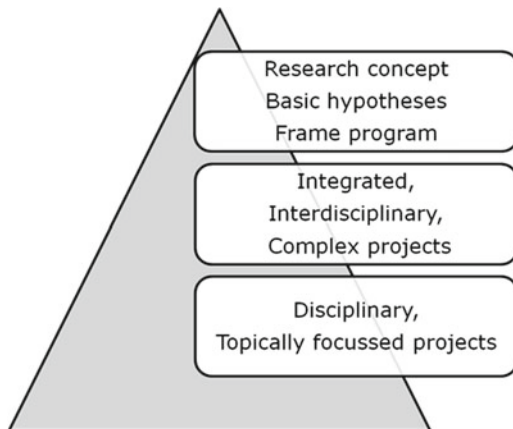 Research concept
Basic hypotheses
Frame program
Integrated,
Interdisciplinary,
Complex projects
Disciplinary,
Topically focussed projects